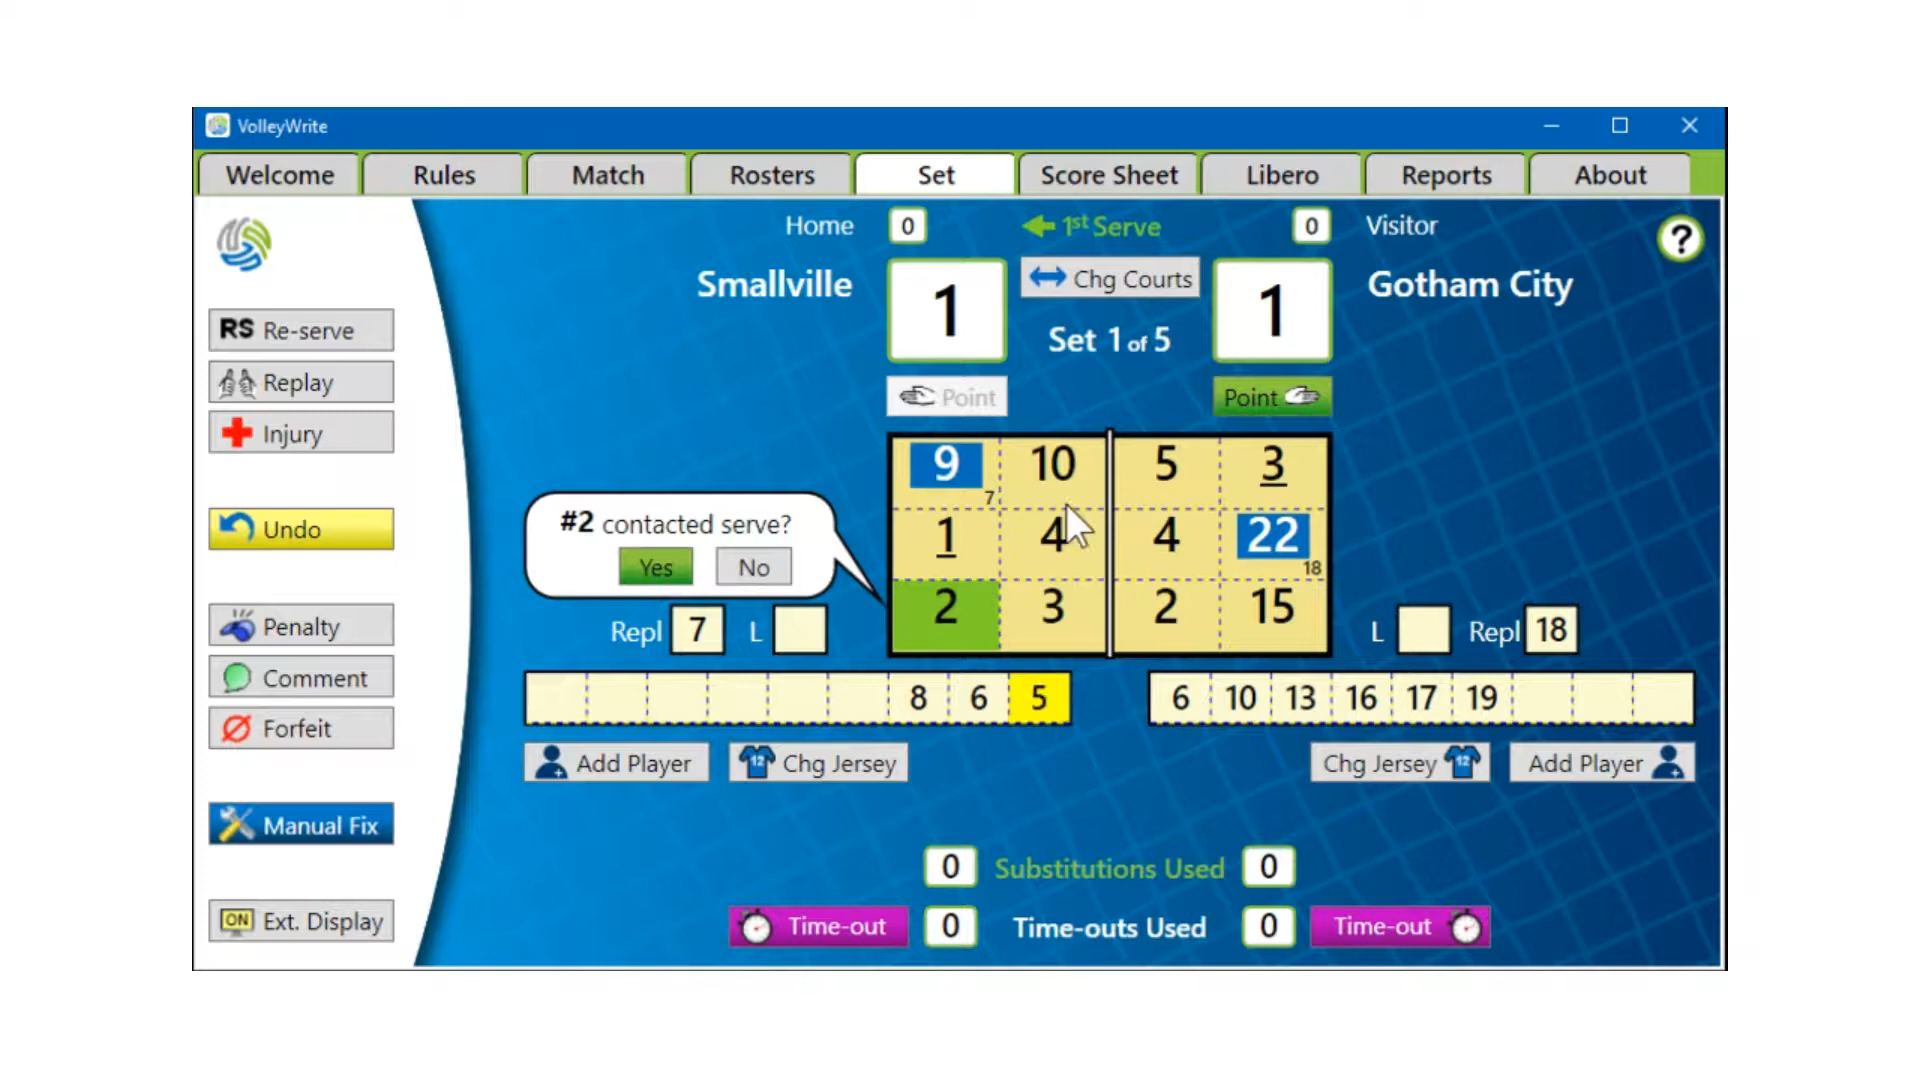 VolleyWrite
Welcome Rules Match Rosters Set Score Sheet Libero Reports About
Home 0 1st Serve 0 Visitor ?
Smallville 1 Chg Courts 1 Gotham City
Set 1 of 5
Point Point
RS Re-serve
Replay
Injury
Undo
Penalty
Comment
Forfeit
Manual Fix
ON Ext. Display
#2 contacted serve?
Yes No
9 7 10 5 3
1 4 4 22 18
2 3 2 15
Repl 7 L L Repl 18
8 6 5 6 10 13 16 17 19
Add Player 12 Chg Jersey Chg Jersey 12 Add Player
0 Substitutions Used 0
Time-out 0 Time-outs Used 0 Time-out